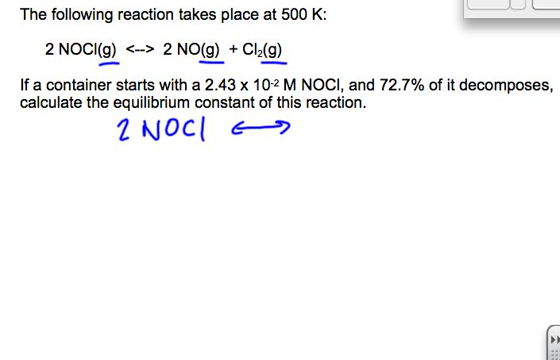 The following reaction takes place at 500 K:
2 NOCl(g) <--> 2 NO(g) + Cl₂(g)
If a container starts with a 2.43 x 10⁻² M NOCl, and 72.7% of it decomposes,
calculate the equilibrium constant of this reaction.
2 NOCl ⟷